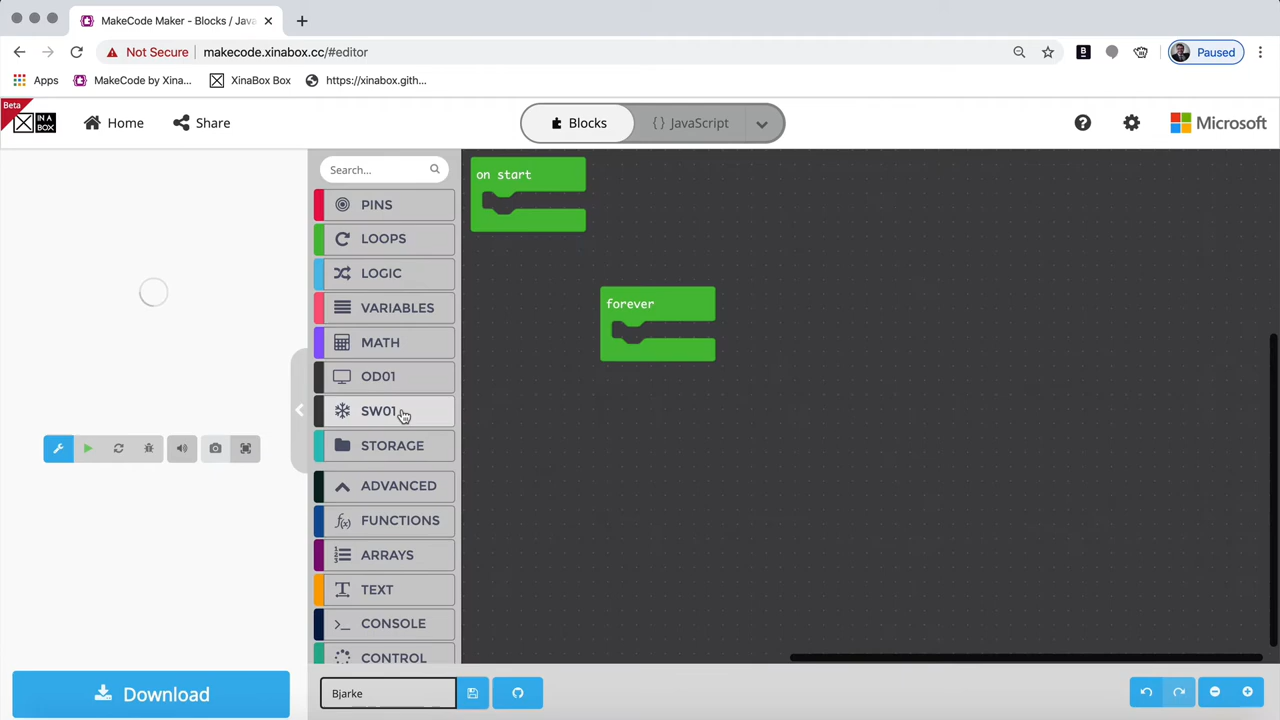 MakeCode Maker - Blocks / Java
Not Secure makecode.xinabox.cc/#editor
Paused
Apps MakeCode by Xina... XinaBox Box https://xinabox.gith...
Beta
IN A BOX Home Share Blocks { } JavaScript Microsoft
Search...
on start
PINS
LOOPS
LOGIC
VARIABLES
forever
MATH
OD01
SW01
STORAGE
ADVANCED
f(x) FUNCTIONS
ARRAYS
TEXT
CONSOLE
CONTROL
Download Bjarke